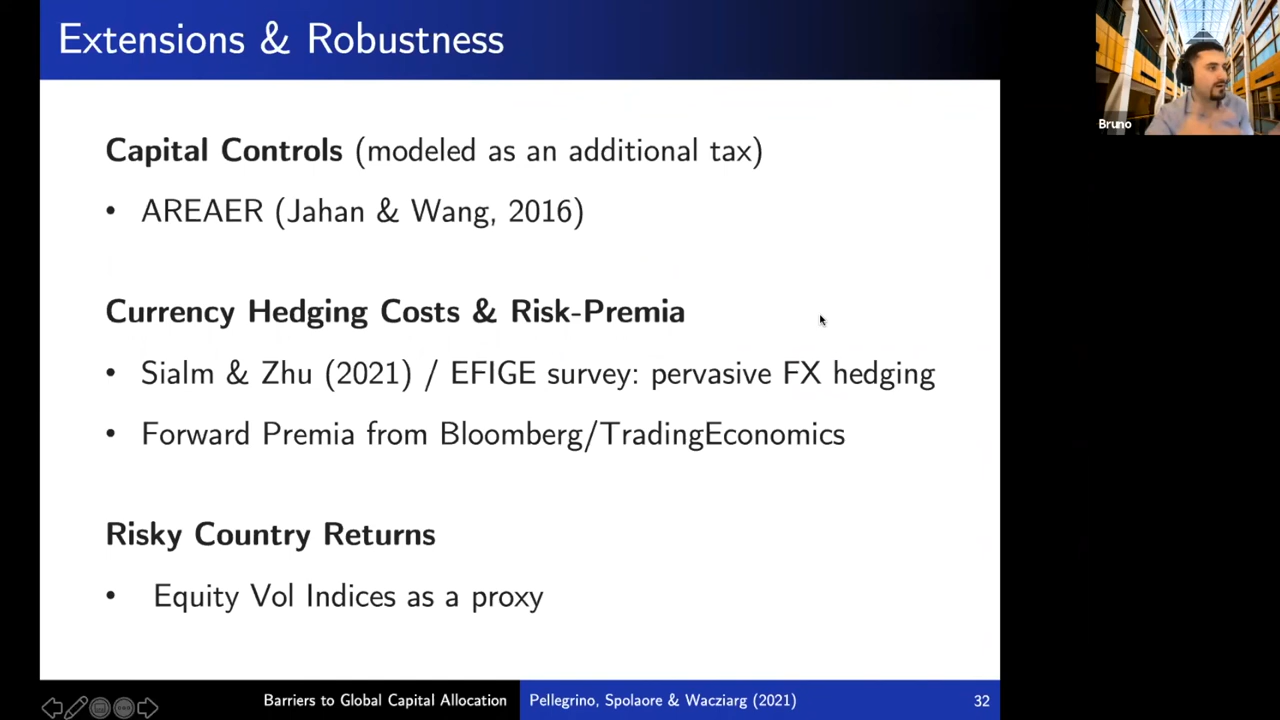 Extensions & Robustness
Bruno
Capital Controls (modeled as an additional tax)
• AREAER (Jahan & Wang, 2016)
Currency Hedging Costs & Risk-Premia
• Sialm & Zhu (2021) / EFIGE survey: pervasive FX hedging
• Forward Premia from Bloomberg/TradingEconomics
Risky Country Returns
• Equity Vol Indices as a proxy
Barriers to Global Capital Allocation
Pellegrino, Spolaore & Wacziarg (2021)
32